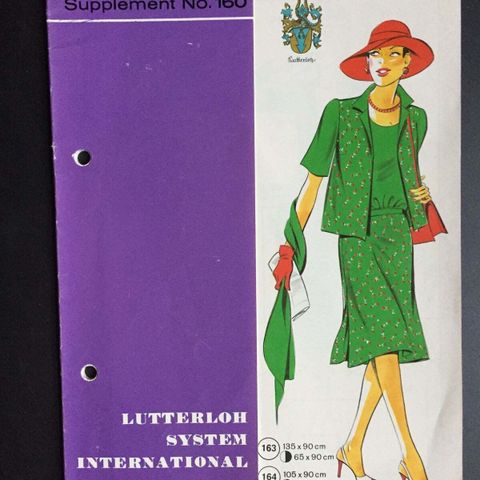 Supplement No. 160
Lutterloh
LUTTERLOH
SYSTEM
INTERNATIONAL
163 135 x 90 cm
65 x 90 cm
164 105 x 90 cm